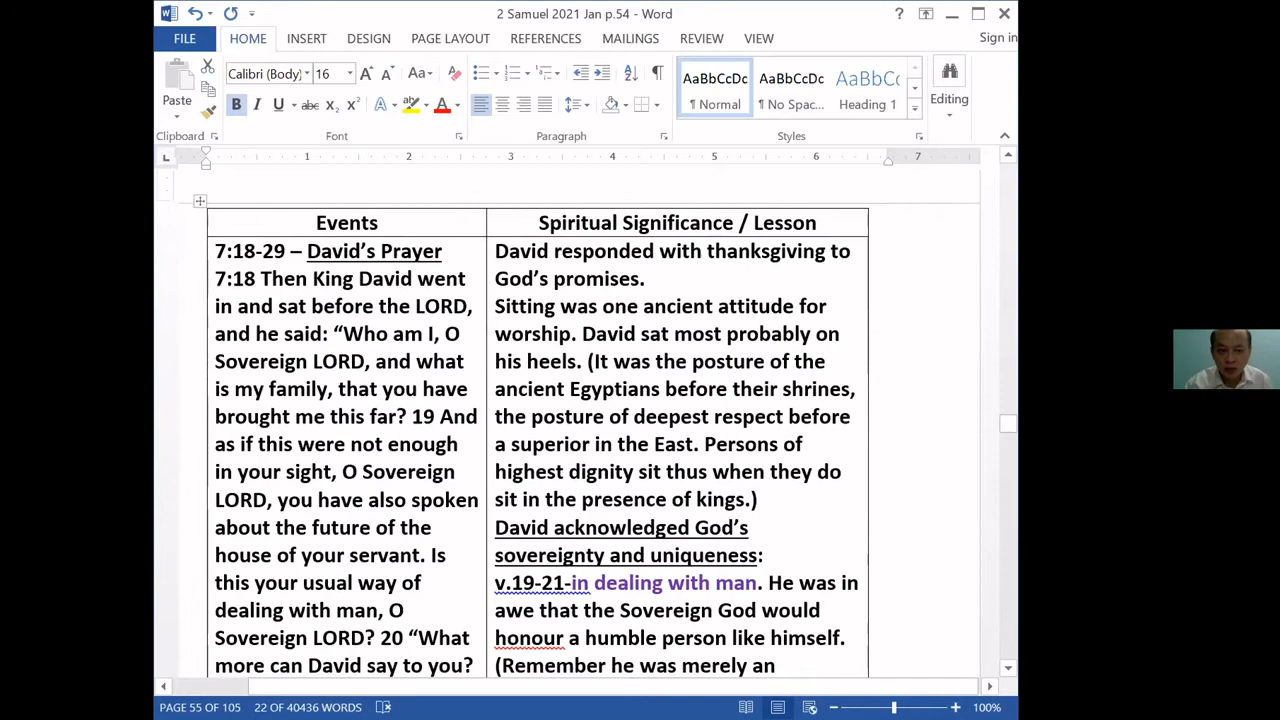 2 Samuel 2021 Jan p.54 - Word
?
FILE HOME INSERT DESIGN PAGE LAYOUT REFERENCES MAILINGS REVIEW VIEW Sign in
Calibri (Body) 16 A A Aa
Paste B I U abc X₂ X² A A
AaBbCcDc AaBbCcDc AaBbCc
¶ Normal ¶ No Spac... Heading 1
Editing
Clipboard Font Paragraph Styles
1 2 3 4 5 6 7
Events
7:18-29 – David’s Prayer
7:18 Then King David went
in and sat before the LORD,
and he said: “Who am I, O
Sovereign LORD, and what
is my family, that you have
brought me this far? 19 And
as if this were not enough
in your sight, O Sovereign
LORD, you have also spoken
about the future of the
house of your servant. Is
this your usual way of
dealing with man, O
Sovereign LORD? 20 “What
more can David say to you?
Spiritual Significance / Lesson
David responded with thanksgiving to
God’s promises.
Sitting was one ancient attitude for
worship. David sat most probably on
his heels. (It was the posture of the
ancient Egyptians before their shrines,
the posture of deepest respect before
a superior in the East. Persons of
highest dignity sit thus when they do
sit in the presence of kings.)
David acknowledged God’s
sovereignty and uniqueness:
v.19-21-in dealing with man. He was in
awe that the Sovereign God would
honour a humble person like himself.
(Remember he was merely an
PAGE 55 OF 105 22 OF 40436 WORDS 100%